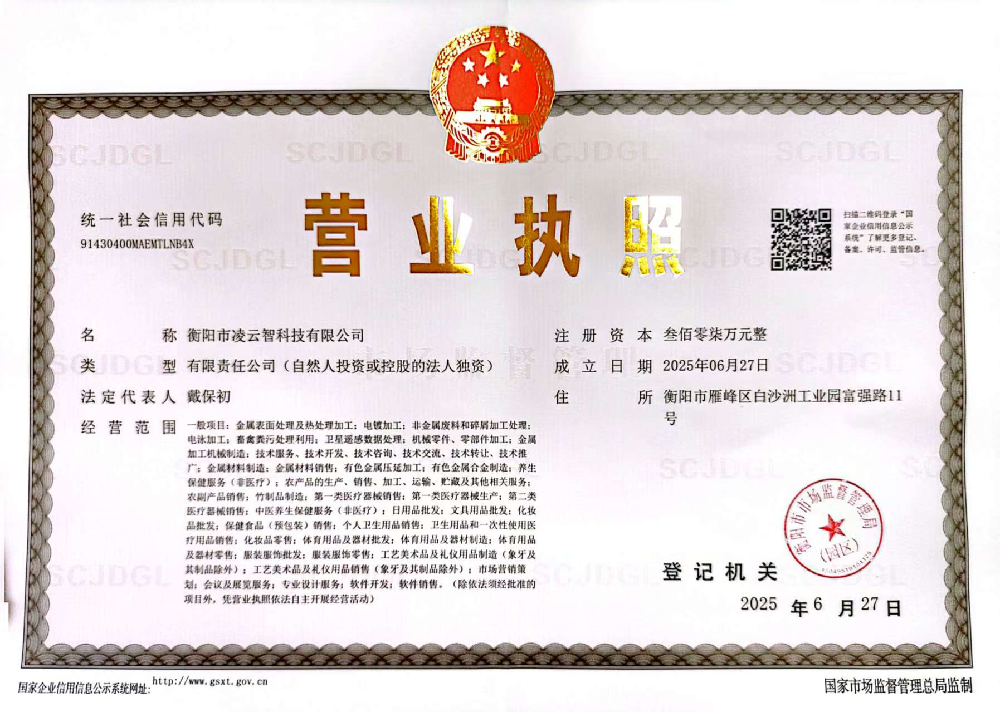 营业执照
统一社会信用代码
91430400MAEMTLNB4X
扫描二维码登录“国
家企业信用信息公示
系统”了解更多登记、
备案、许可、监管信息。
名称 衡阳市凌云智科技有限公司
类型 有限责任公司（自然人投资或控股的法人独资）
法定代表人 戴保初
经营范围 一般项目：金属表面处理及热处理加工；电镀加工；非金属废料和碎屑加工处理；
电泳加工；畜禽粪污处理利用；卫星遥感数据处理；机械零件、零部件加工；金属
加工机械制造；技术服务、技术开发、技术咨询、技术交流、技术转让、技术推
广；金属材料制造；金属材料销售；有色金属压延加工；有色金属合金制造；养生
保健服务（非医疗）；农产品的生产、销售、加工、运输、贮藏及其他相关服务；
农副产品销售；竹制品制造；第一类医疗器械销售；第一类医疗器械生产；第二类
医疗器械销售；中医养生保健服务（非医疗）；日用品批发；文具用品批发；化妆
品批发；保健食品（预包装）销售；个人卫生用品销售；卫生用品和一次性使用医
疗用品销售；化妆品零售；体育用品及器材批发；体育用品及器材制造；体育用品
及器材零售；服装服饰批发；服装服饰零售；工艺美术品及礼仪用品制造（象牙及
其制品除外）；工艺美术品及礼仪用品销售（象牙及其制品除外）；市场营销策
划；会议及展览服务；专业设计服务；软件开发；软件销售。（除依法须经批准的
项目外，凭营业执照依法自主开展经营活动）
注册资本 叁佰零柒万元整
成立日期 2025年06月27日
住所 衡阳市雁峰区白沙洲工业园富强路11
号
衡阳市市场监督管理局
（园区）
登记机关
2025 年 6 月 27 日
国家企业信用信息公示系统网址: http://www.gsxt.gov.cn
国家市场监督管理总局监制